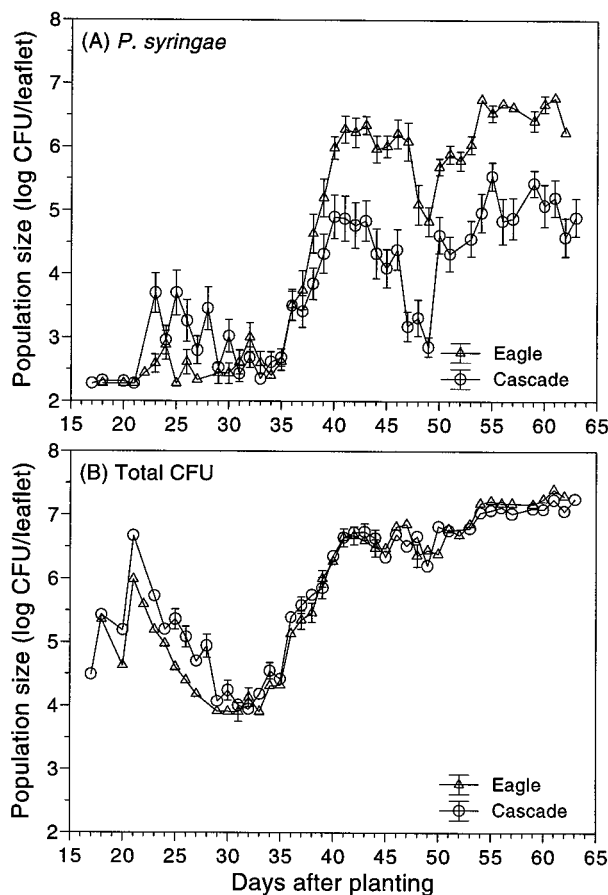 (A) P. syringae
Population size (log CFU/leaflet)
8
7
6
5
4
3
2
Eagle
Cascade
15 20 25 30 35 40 45 50 55 60 65
(B) Total CFU
Population size (log CFU/leaflet)
8
7
6
5
4
3
2
Eagle
Cascade
15 20 25 30 35 40 45 50 55 60 65
Days after planting